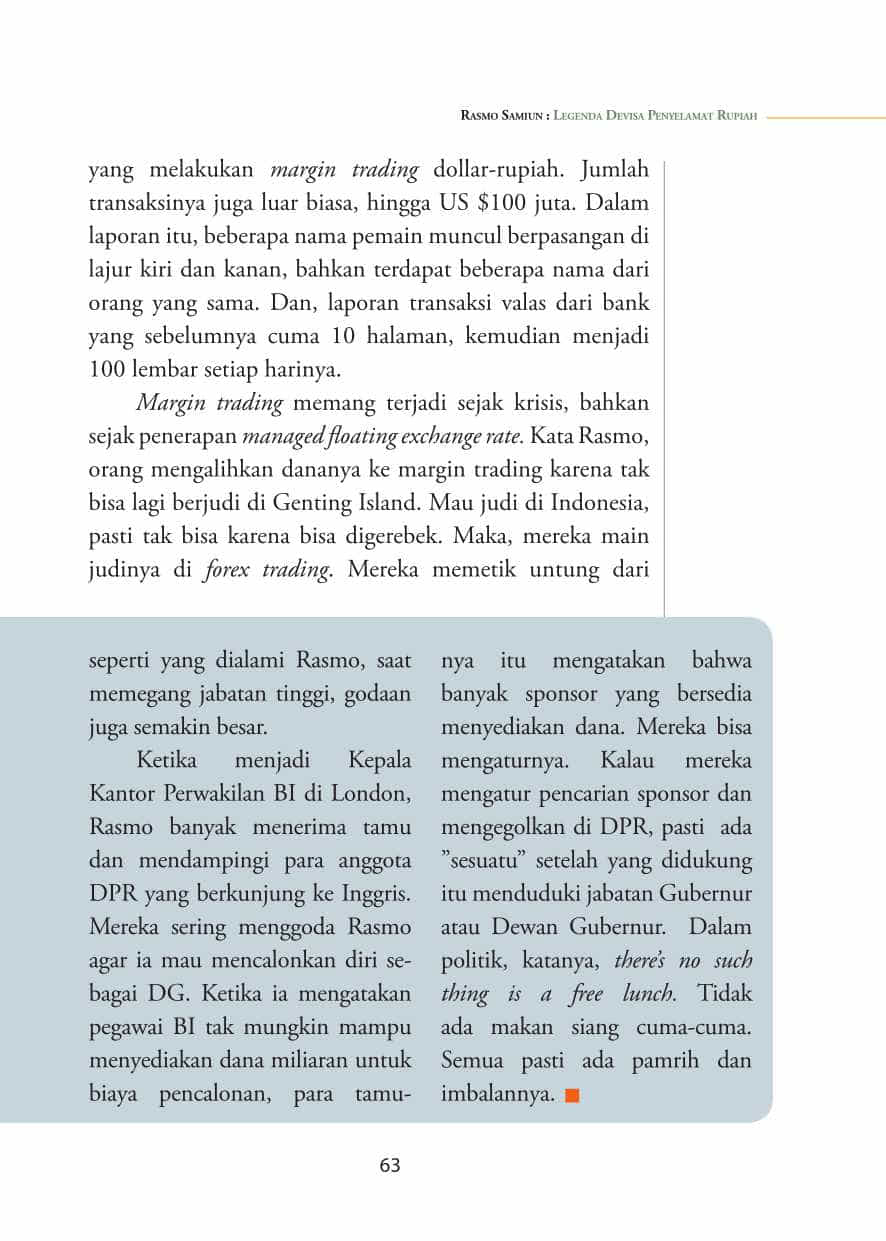 Rasmo Samiun : Legenda Devisa Penyelamat Rupiah
yang melakukan margin trading dollar-rupiah. Jumlah
transaksinya juga luar biasa, hingga US $100 juta. Dalam
laporan itu, beberapa nama pemain muncul berpasangan di
lajur kiri dan kanan, bahkan terdapat beberapa nama dari
orang yang sama. Dan, laporan transaksi valas dari bank
yang sebelumnya cuma 10 halaman, kemudian menjadi
100 lembar setiap harinya.
Margin trading memang terjadi sejak krisis, bahkan
sejak penerapan managed floating exchange rate. Kata Rasmo,
orang mengalihkan dananya ke margin trading karena tak
bisa lagi berjudi di Genting Island. Mau judi di Indonesia,
pasti tak bisa karena bisa digerebek. Maka, mereka main
judinya di forex trading. Mereka memetik untung dari
seperti yang dialami Rasmo, saat
memegang jabatan tinggi, godaan
juga semakin besar.
Ketika menjadi Kepala
Kantor Perwakilan BI di London,
Rasmo banyak menerima tamu
dan mendampingi para anggota
DPR yang berkunjung ke Inggris.
Mereka sering menggoda Rasmo
agar ia mau mencalonkan diri se-
bagai DG. Ketika ia mengatakan
pegawai BI tak mungkin mampu
menyediakan dana miliaran untuk
biaya pencalonan, para tamu-
nya itu mengatakan bahwa
banyak sponsor yang bersedia
menyediakan dana. Mereka bisa
mengaturnya. Kalau mereka
mengatur pencarian sponsor dan
mengegolkan di DPR, pasti ada
”sesuatu” setelah yang didukung
itu menduduki jabatan Gubernur
atau Dewan Gubernur. Dalam
politik, katanya, there’s no such
thing is a free lunch. Tidak
ada makan siang cuma-cuma.
Semua pasti ada pamrih dan
imbalannya.
63